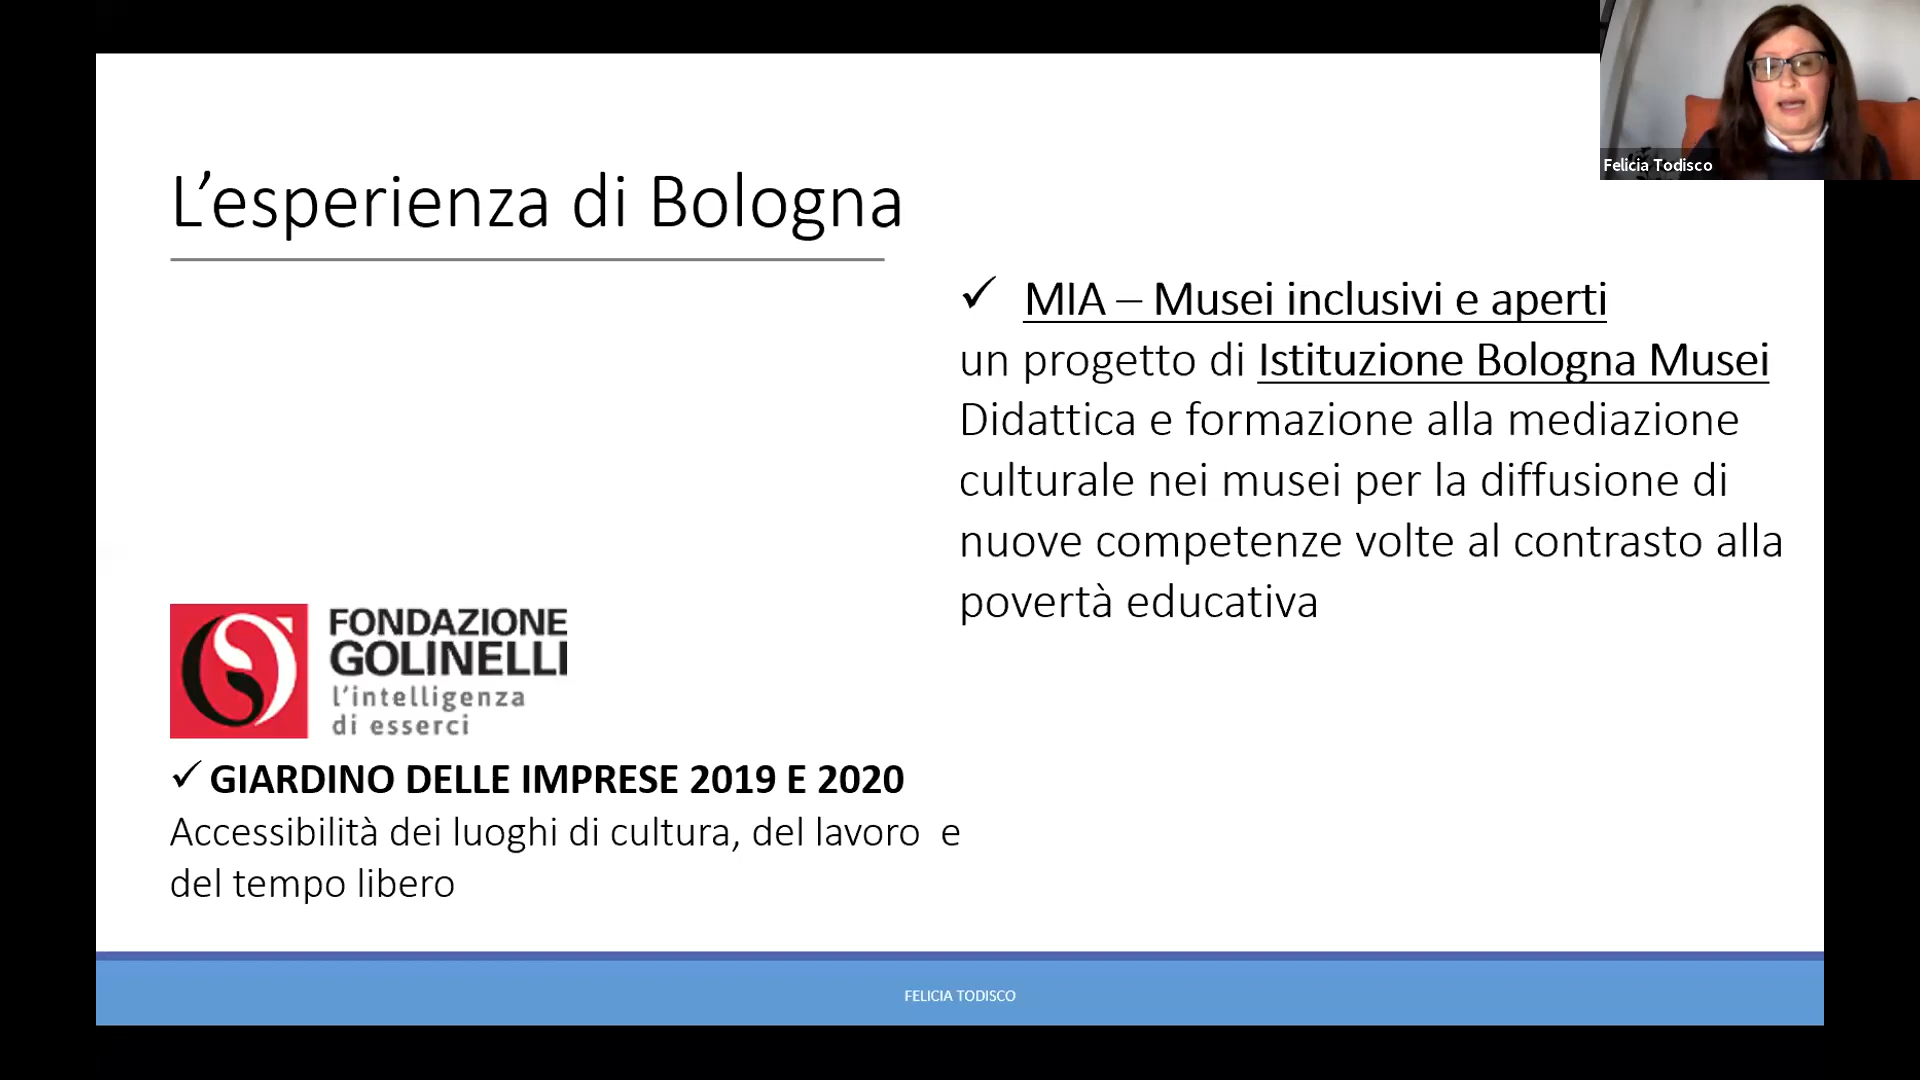 Felicia Todisco
L’esperienza di Bologna
✓ MIA – Musei inclusivi e aperti
un progetto di Istituzione Bologna Musei
Didattica e formazione alla mediazione
culturale nei musei per la diffusione di
nuove competenze volte al contrasto alla
povertà educativa
FONDAZIONE
GOLINELLI
l’intelligenza
di esserci
✓ GIARDINO DELLE IMPRESE 2019 E 2020
Accessibilità dei luoghi di cultura, del lavoro e
del tempo libero
FELICIA TODISCO